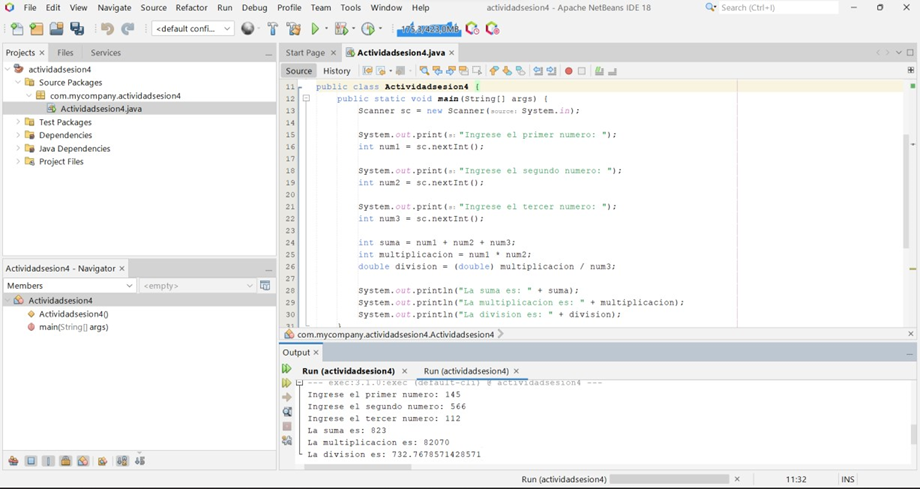 File Edit View Navigate Source Refactor Run Debug Profile Team Tools Window Help
actividadsesion4 - Apache NetBeans IDE 18
Search (Ctrl+I)
<default confi...
Projects Files Services
actividadsesion4
Source Packages
com.mycompany.actividadsesion4
Actividadsesion4.java
Test Packages
Dependencies
Java Dependencies
Project Files
Actividadsesion4 - Navigator
Members <empty>
Actividadsesion4
Actividadsesion4()
main(String[] args)
Start Page Actividadsesion4.java
Source History
11 public class Actividadsesion4 {
12 public static void main(String[] args) {
13 Scanner sc = new Scanner(source: System.in);
14
15 System.out.print(s: "Ingrese el primer numero: ");
16 int num1 = sc.nextInt();
17
18 System.out.print(s: "Ingrese el segundo numero: ");
19 int num2 = sc.nextInt();
20
21 System.out.print(s: "Ingrese el tercer numero: ");
22 int num3 = sc.nextInt();
23
24 int suma = num1 + num2 + num3;
25 int multiplicacion = num1 * num2;
26 double division = (double) multiplicacion / num3;
27
28 System.out.println("La suma es: " + suma);
29 System.out.println("La multiplicacion es: " + multiplicacion);
30 System.out.println("La division es: " + division);
31 }
com.mycompany.actividadsesion4.Actividadsesion4
Output
Run (actividadsesion4) Run (actividadsesion4)
--- exec:3.1.0:exec (default-cli) @ actividadsesion4 ---
Ingrese el primer numero: 145
Ingrese el segundo numero: 566
Ingrese el tercer numero: 112
La suma es: 823
La multiplicacion es: 82070
La division es: 732.7678571428571
Run (actividadsesion4) 11:32 INS